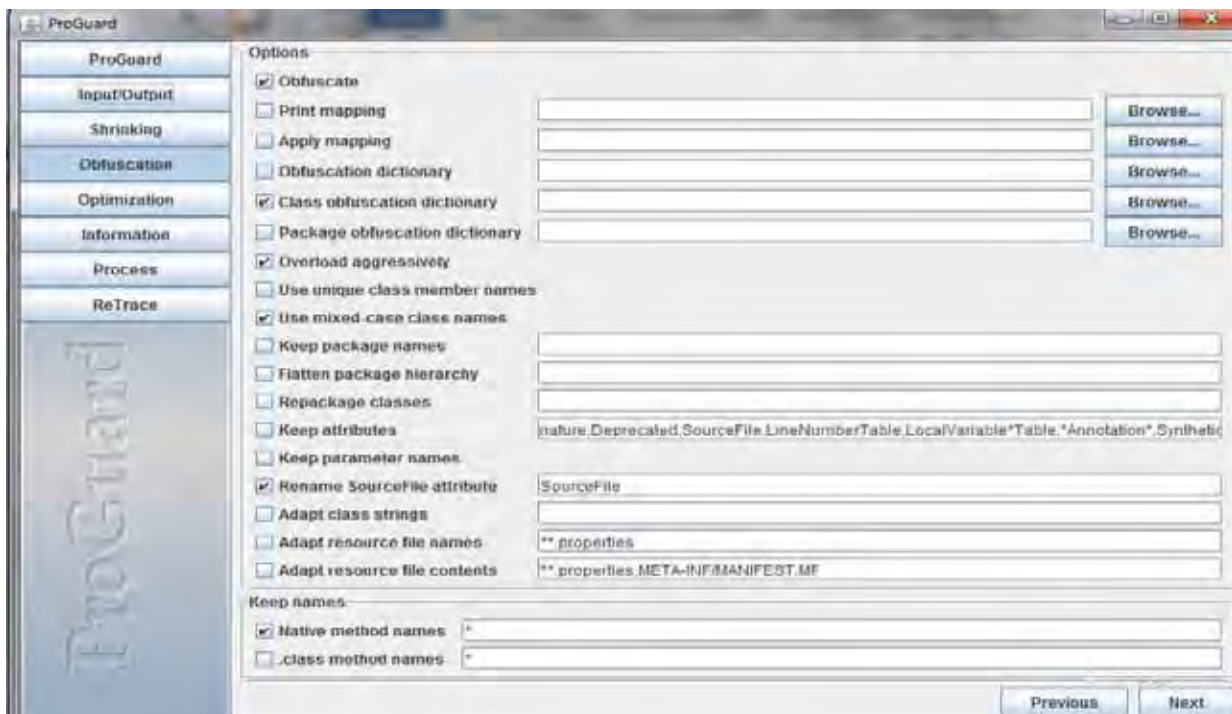 ProGuard
ProGuard
Input/Output
Shrinking
Obfuscation
Optimization
Information
Process
ReTrace
ProGuard
Options
Obfuscate
Print mapping Browse...
Apply mapping Browse...
Obfuscation dictionary Browse...
Class obfuscation dictionary Browse...
Package obfuscation dictionary Browse...
Overload aggressively
Use unique class member names
Use mixed-case class names
Keep package names
Flatten package hierarchy
Repackage classes
Keep attributes nature,Deprecated,SourceFile,LineNumberTable,LocalVariable*Table,*Annotation*,Synthetic
Keep parameter names
Rename SourceFile attribute SourceFile
Adapt class strings
Adapt resource file names **.properties
Adapt resource file contents **.properties,META-INF/MANIFEST.MF
Keep names
Native method names *
.class method names *
Previous Next